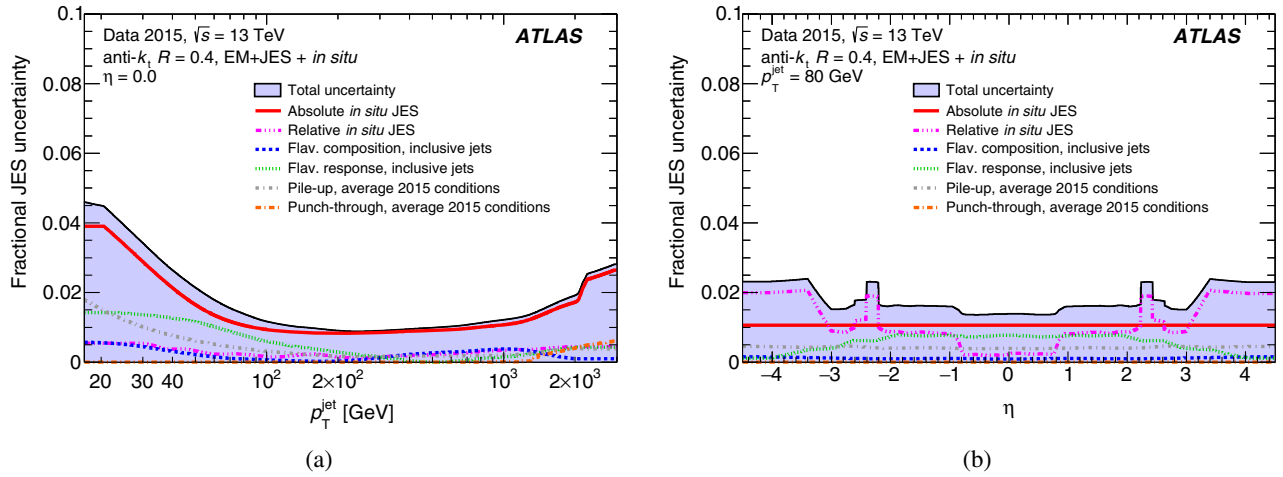 Fractional JES uncertainty
0.1
0.08
0.06
0.04
0.02
0
Data 2015, √s = 13 TeV
ATLAS
anti-kt R = 0.4, EM+JES + in situ
η = 0.0
Total uncertainty
Absolute in situ JES
Relative in situ JES
Flav. composition, inclusive jets
Flav. response, inclusive jets
Pile-up, average 2015 conditions
Punch-through, average 2015 conditions
20 30 40 10² 2×10² 10³ 2×10³
pTjet [GeV]
(a)
Fractional JES uncertainty
0.1
0.08
0.06
0.04
0.02
0
Data 2015, √s = 13 TeV
ATLAS
anti-kt R = 0.4, EM+JES + in situ
pTjet = 80 GeV
Total uncertainty
Absolute in situ JES
Relative in situ JES
Flav. composition, inclusive jets
Flav. response, inclusive jets
Pile-up, average 2015 conditions
Punch-through, average 2015 conditions
−4 −3 −2 −1 0 1 2 3 4
η
(b)